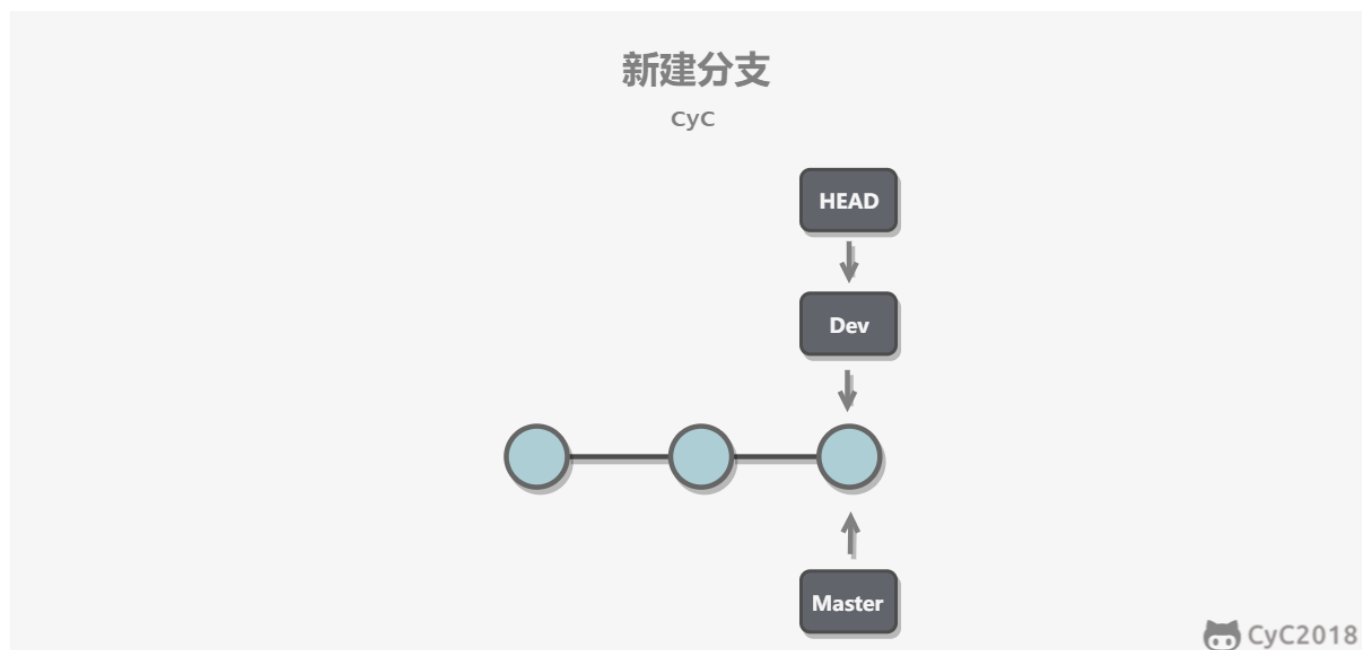 新建分支
CyC
HEAD
Dev
Master
CyC2018